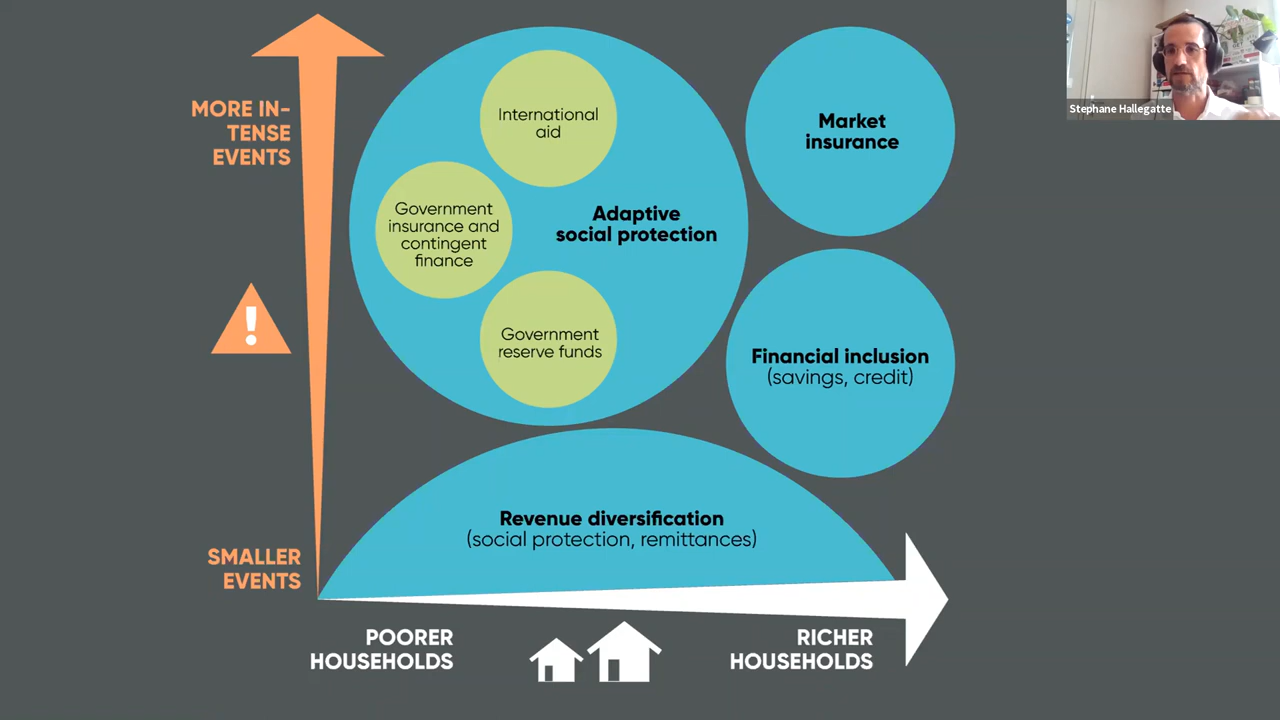 MORE IN-
TENSE
EVENTS
International
aid
Government
insurance and
contingent
finance
Adaptive
social protection
Government
reserve funds
Market
insurance
Financial inclusion
(savings, credit)
Revenue diversification
(social protection, remittances)
SMALLER
EVENTS
POORER
HOUSEHOLDS
RICHER
HOUSEHOLDS
Stephane Hallegatte